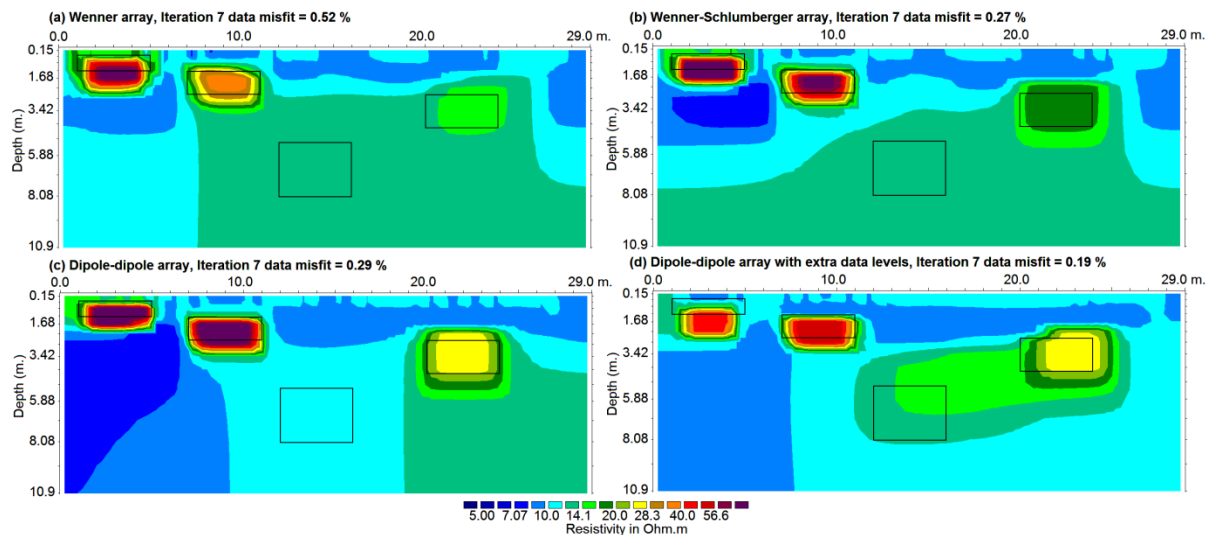 (a) Wenner array, Iteration 7 data misfit = 0.52 %
0.0 10.0 20.0 29.0 m.
0.15
1.68
3.42
5.88
8.08
10.9
Depth (m.)
(b) Wenner-Schlumberger array, Iteration 7 data misfit = 0.27 %
0.0 10.0 20.0 29.0 m.
0.15
1.68
3.42
5.88
8.08
10.9
Depth (m.)
(c) Dipole-dipole array, Iteration 7 data misfit = 0.29 %
0.0 10.0 20.0 29.0 m.
0.15
1.68
3.42
5.88
8.08
10.9
Depth (m.)
(d) Dipole-dipole array with extra data levels, Iteration 7 data misfit = 0.19 %
0.0 10.0 20.0 29.0 m.
0.15
1.68
3.42
5.88
8.08
10.9
Depth (m.)
5.00 7.07 10.0 14.1 20.0 28.3 40.0 56.6
Resistivity in Ohm.m